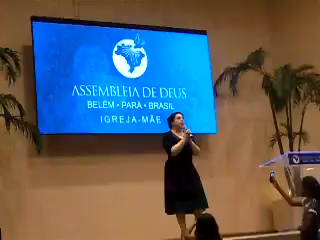 ASSEMBLEIA DE DEUS
BELÉM • PARÁ • BRASIL
IGREJA-MÃE